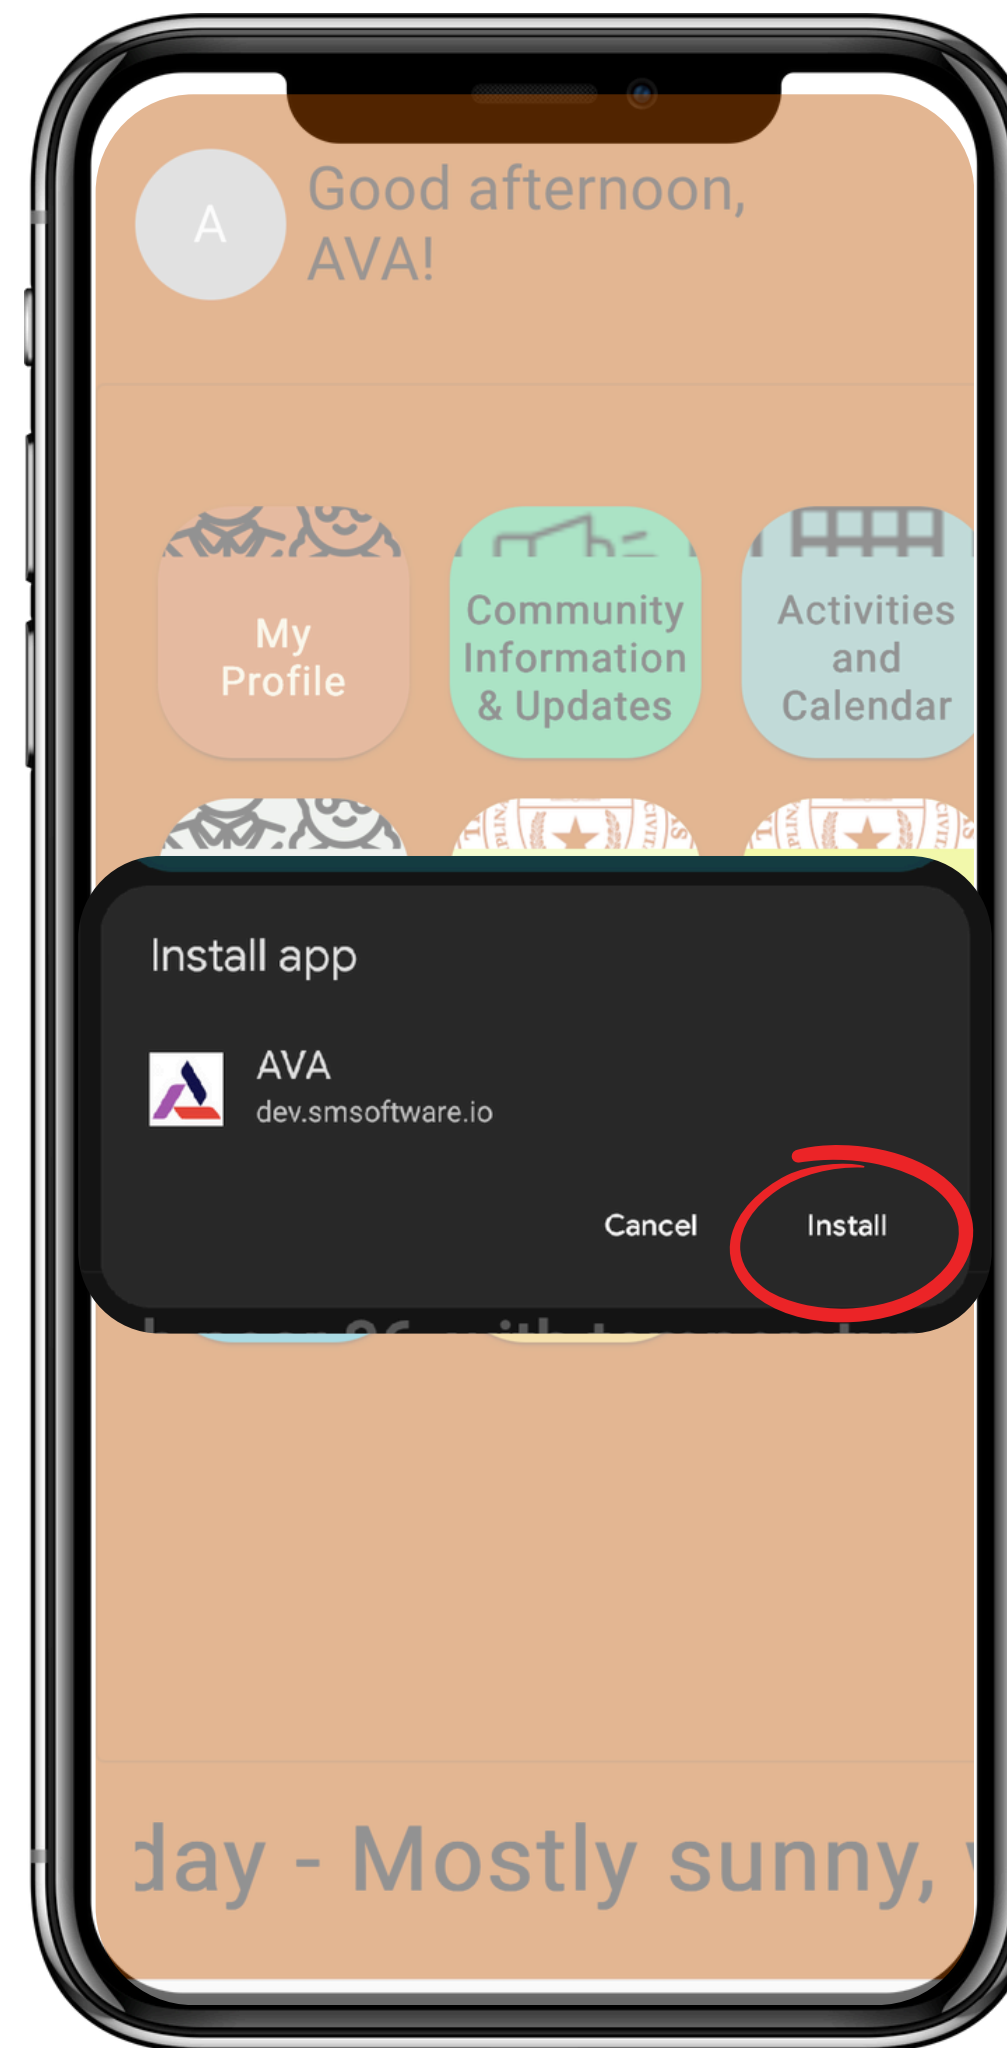 A
Good afternoon,
AVA!
My
Profile
Community
Information
& Updates
Activities
and
Calendar
Install app
AVA
dev.smsoftware.io
Cancel
Install
day - Mostly sunny,